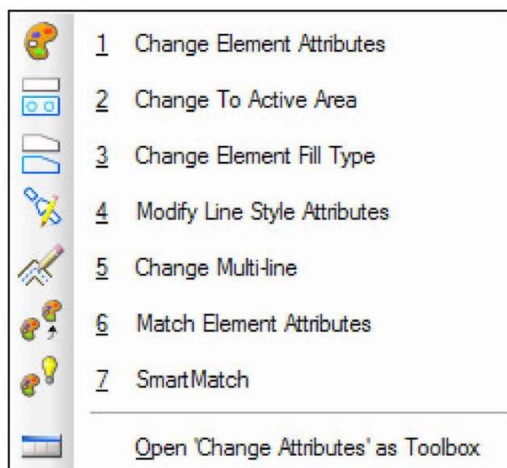 1 Change Element Attributes
2 Change To Active Area
3 Change Element Fill Type
4 Modify Line Style Attributes
5 Change Multi-line
6 Match Element Attributes
7 SmartMatch
Open 'Change Attributes' as Toolbox